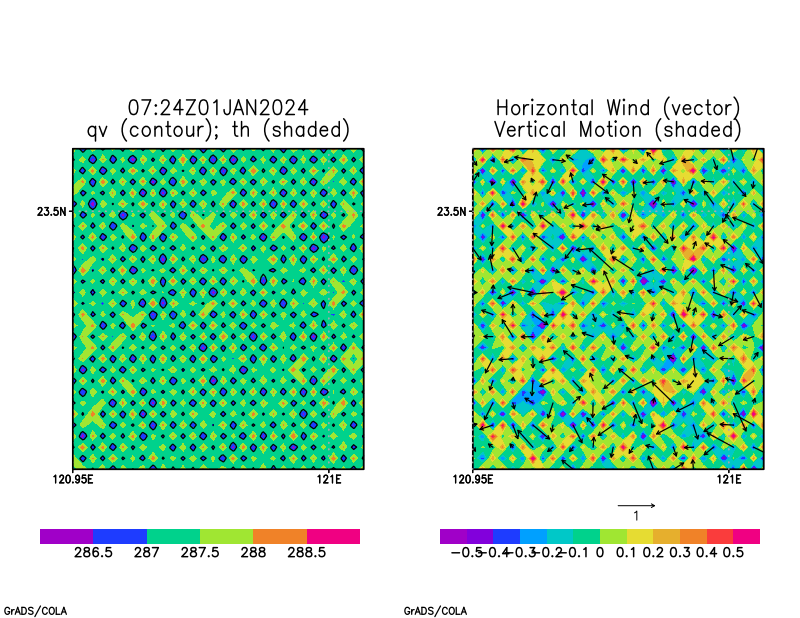 07:24Z01JAN2024
qv (contour); th (shaded)
23.5N
120.95E 121E
286.5 287 287.5 288 288.5
GrADS/COLA
Horizontal Wind (vector)
Vertical Motion (shaded)
23.5N
120.95E 121E
1
-0.5 -0.4 -0.3 -0.2 -0.1 0 0.1 0.2 0.3 0.4 0.5
GrADS/COLA